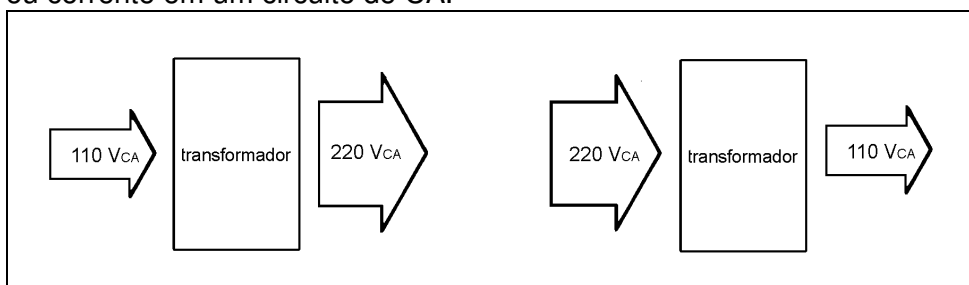 ou corrente em um circuito de CA.
110 VCA transformador 220 VCA 220 VCA transformador 110 VCA